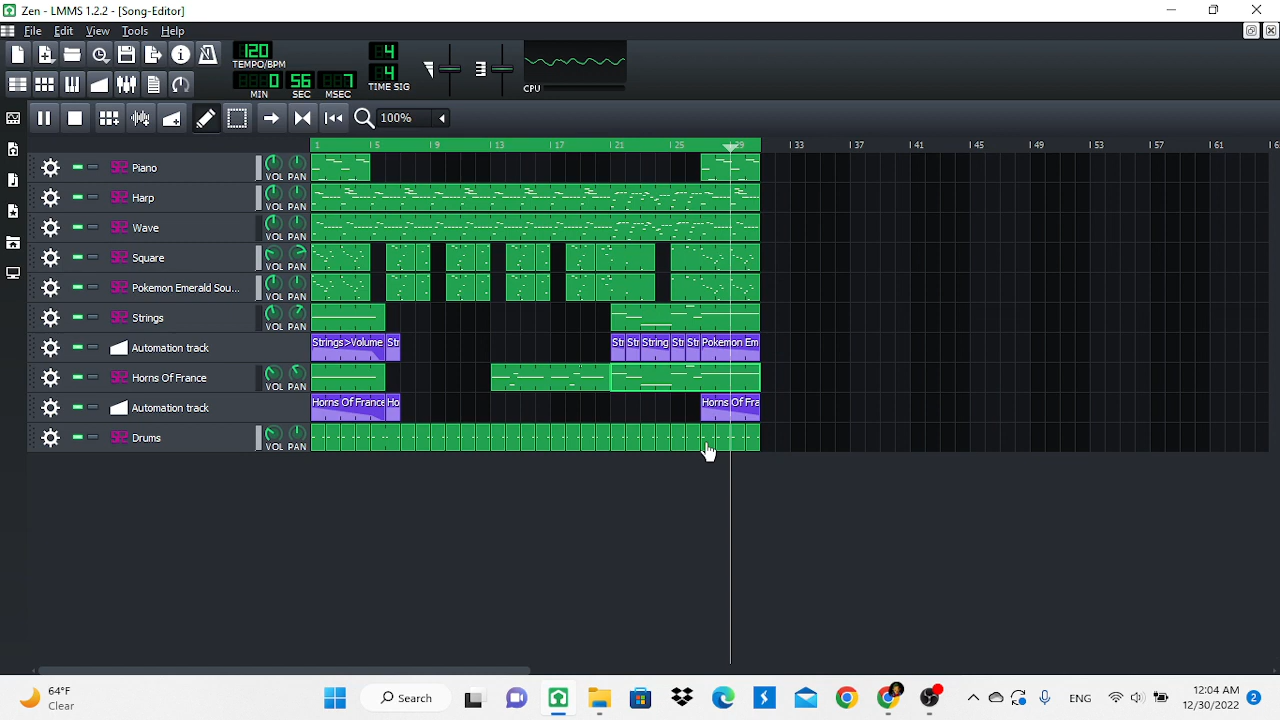 Zen - LMMS 1.2.2 - [Song-Editor]
File Edit View Tools Help
120
TEMPO/BPM
4
4
TIME SIG
0 56 7
MIN SEC MSEC
CPU
100%
1 5 9 13 17 21 25 29 33 37 41 45 49 53 57 61 6
Piano VOL PAN
Harp VOL PAN
Wave VOL PAN
Square VOL PAN
Pokemon Emerald Sou... VOL PAN
Strings VOL PAN
Automation track Strings>Volume Str Str Str String Str Str Pokemon Em
Horns Of France VOL PAN
Automation track Horns Of France Ho Horns Of Fra
Drums VOL PAN
64°F
Clear
Search
ENG
12:04 AM
12/30/2022
2